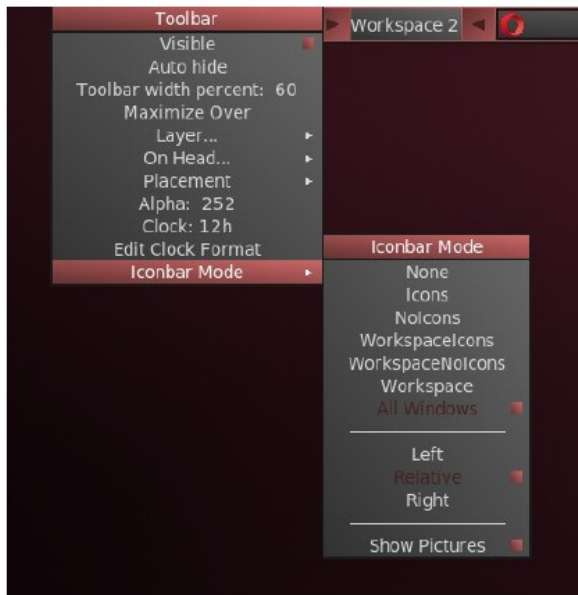 Toolbar
Workspace 2
Visible
Auto hide
Toolbar width percent: 60
Maximize Over
Layer...
On Head...
Placement
Alpha: 252
Clock: 12h
Edit Clock Format
Iconbar Mode
Iconbar Mode
None
Icons
NoIcons
WorkspaceIcons
WorkspaceNoIcons
Workspace
All Windows
Left
Relative
Right
Show Pictures